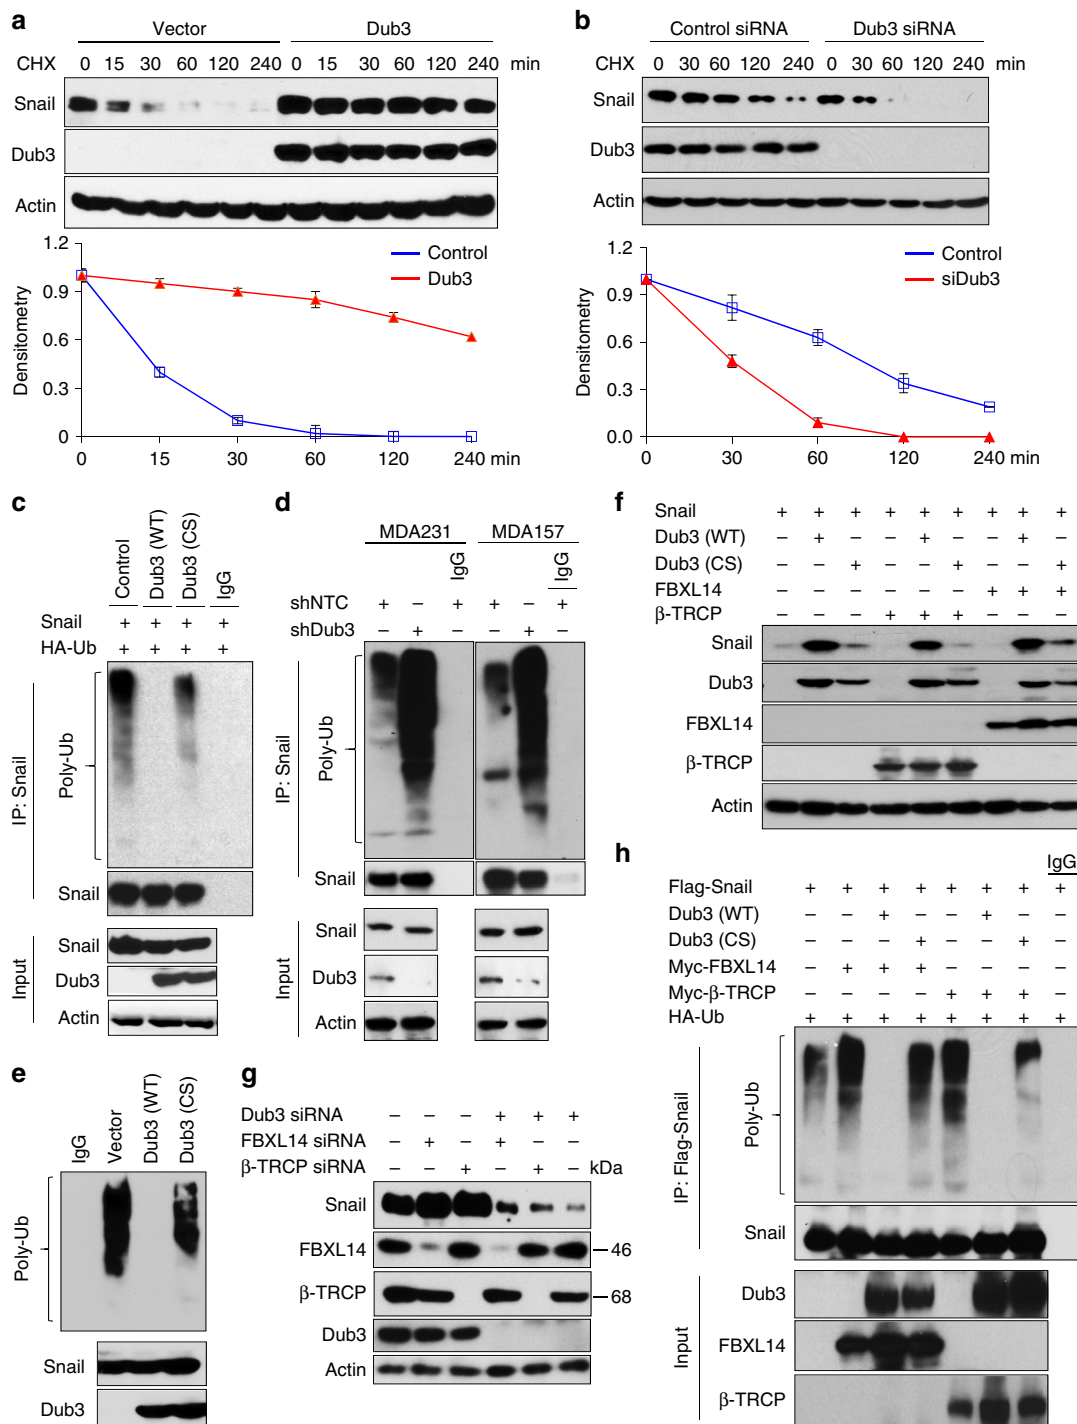 a
Vector Dub3
CHX 0 15 30 60 120 240 0 15 30 60 120 240 min
Snail
Dub3
Actin
1.2
0.9
0.6
0.3
0
Densitometry
Control
Dub3
0 15 30 60 120 240 min
b
Control siRNA Dub3 siRNA
CHX 0 30 60 120 240 0 30 60 120 240 min
Snail
Dub3
Actin
1.2
0.9
0.6
0.3
0.0
Densitometry
Control
siDub3
0 30 60 120 240 min
c
Control
Dub3 (WT)
Dub3 (CS)
IgG
Snail + + + +
HA-Ub + + + +
IP: Snail
Poly-Ub
Snail
Input
Snail
Dub3
Actin
d
MDA231 MDA157
IgG IgG
shNTC + – + + – +
shDub3 – + – – + –
IP: Snail
Poly-Ub
Snail
Input
Snail
Dub3
Actin
e
IgG
Vector
Dub3 (WT)
Dub3 (CS)
Poly-Ub
Snail
Dub3
f
Snail + + + + + + + + +
Dub3 (WT) – + – – + – – + –
Dub3 (CS) – – + – – + – – +
FBXL14 – – – – – – + + +
β-TRCP – – – + + + – – –
Snail
Dub3
FBXL14
β-TRCP
Actin
g
Dub3 siRNA – – – + + +
FBXL14 siRNA – + – + – –
β-TRCP siRNA – – + – + – kDa
Snail
FBXL14 46
β-TRCP 68
Dub3
Actin
h
IgG
Flag-Snail + + + + + + + +
Dub3 (WT) – – + – – + – –
Dub3 (CS) – – – + – – + –
Myc-FBXL14 – + + + – – – –
Myc-β-TRCP – – – – + + + –
HA-Ub + + + + + + + +
IP: Flag-Snail
Poly-Ub
Snail
Input
Dub3
FBXL14
β-TRCP